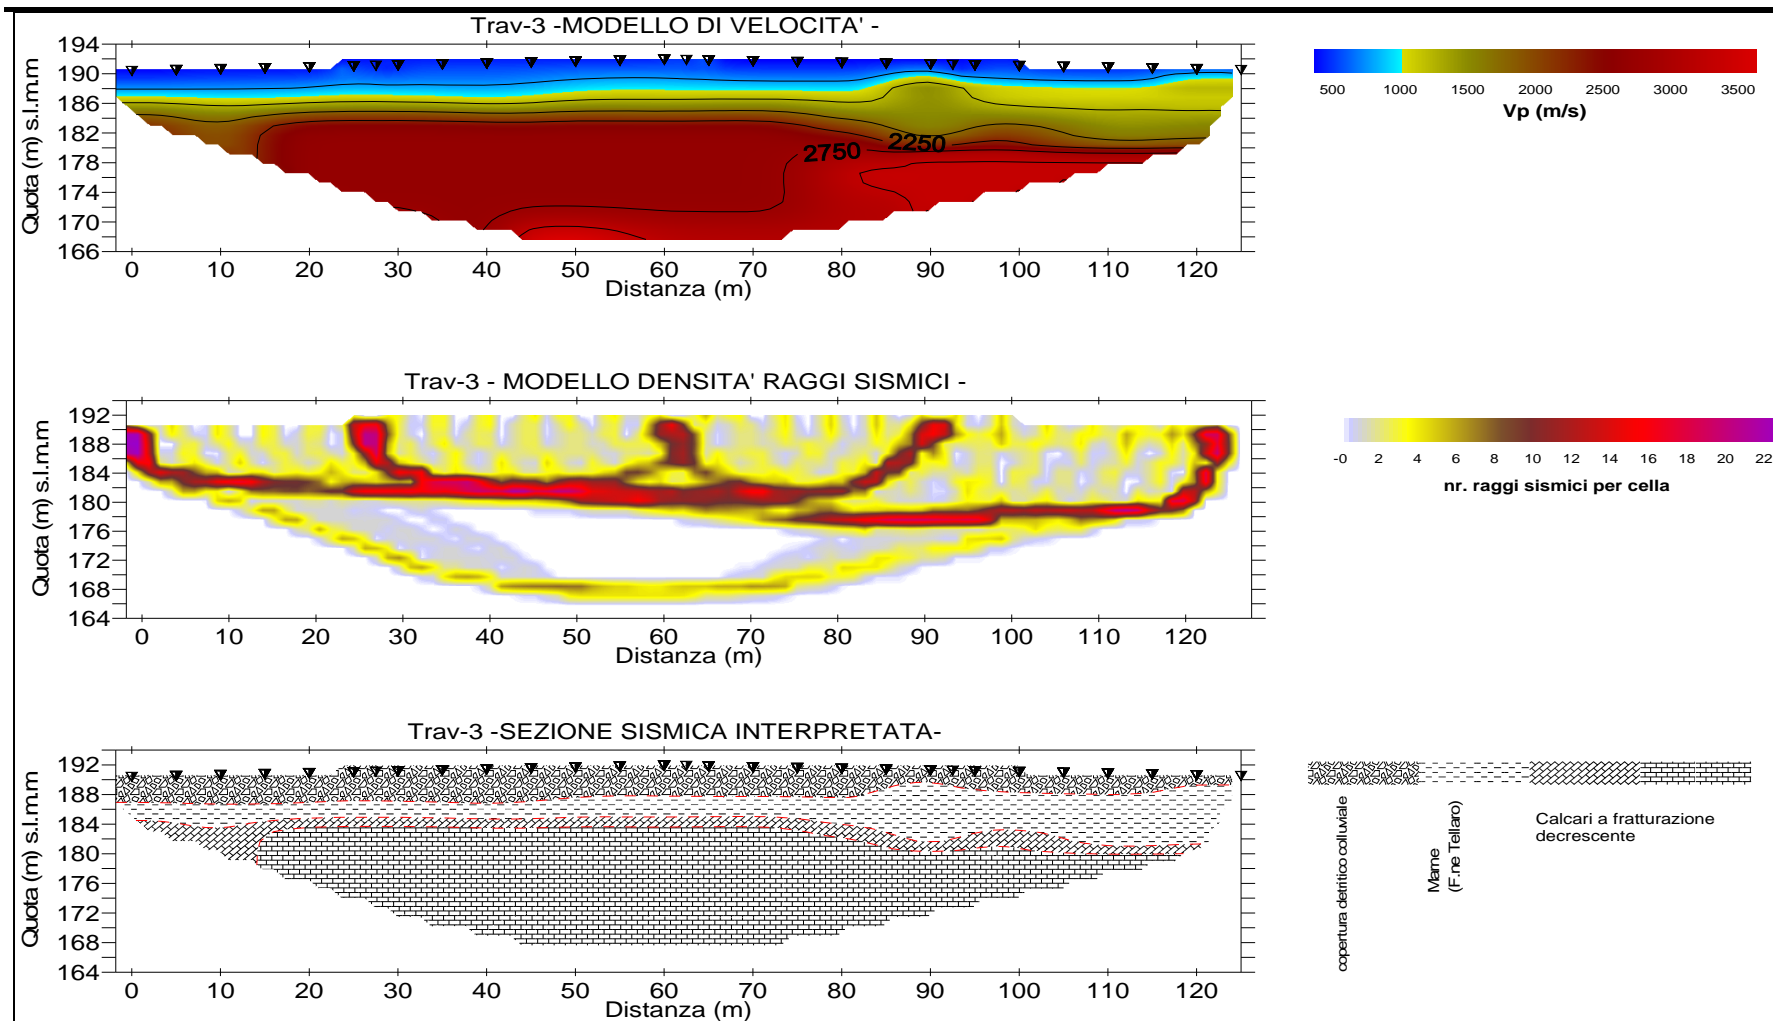 Trav-3 -MODELLO DI VELOCITA' -
194
190
186
182
178
174
170
166
Quota (m) s.l.m.m
2750
2250
0 10 20 30 40 50 60 70 80 90 100 110 120
Distanza (m)
500 1000 1500 2000 2500 3000 3500
Vp (m/s)
Trav-3 - MODELLO DENSITA' RAGGI SISMICI -
192
188
184
180
176
172
168
164
Quota (m) s.l.m.m
0 10 20 30 40 50 60 70 80 90 100 110 120
Distanza (m)
-0 2 4 6 8 10 12 14 16 18 20 22
nr. raggi sismici per cella
Trav-3 -SEZIONE SISMICA INTERPRETATA-
192
188
184
180
176
172
168
164
Quota (m) s.l.m.m
0 10 20 30 40 50 60 70 80 90 100 110 120
Distanza (m)
copertura detritico colluviale
Marne
(F.ne Tellaro)
Calcari a fratturazione
decrescente